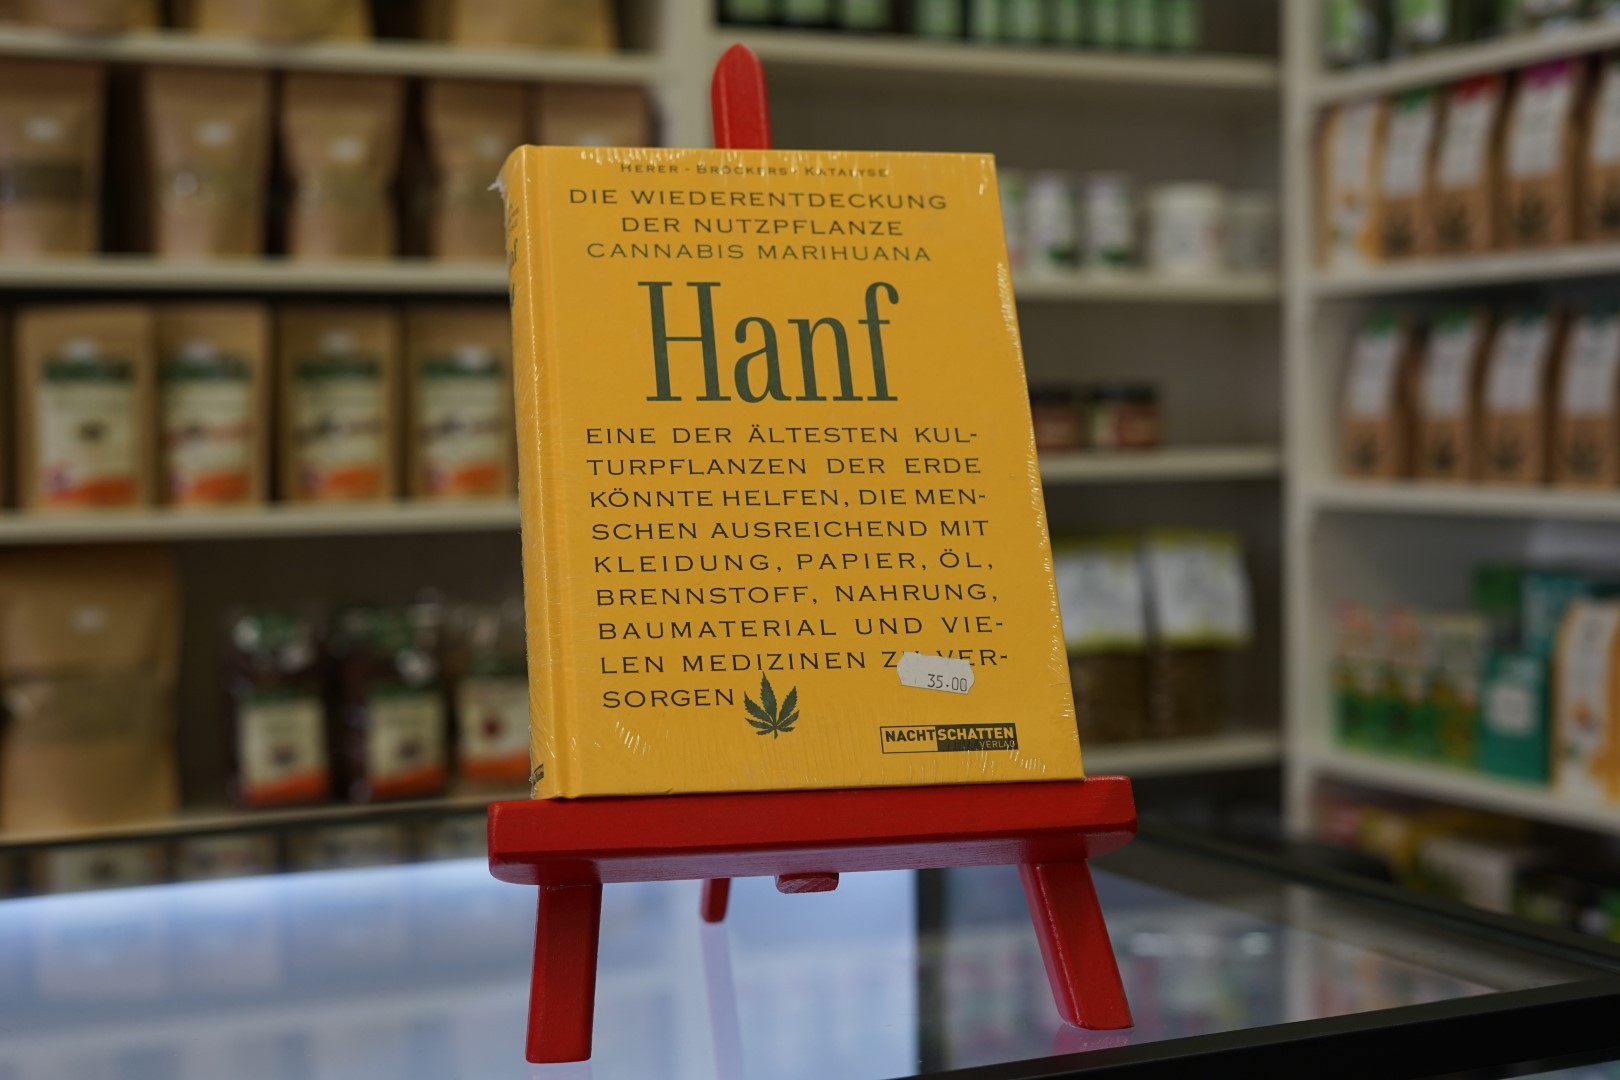 HERER · BRÖCKERS · KATALYSE
DIE WIEDERENTDECKUNG
DER NUTZPFLANZE
CANNABIS MARIHUANA
Hanf
EINE DER ÄLTESTEN KUL-
TURPFLANZEN DER ERDE
KÖNNTE HELFEN, DIE MEN-
SCHEN AUSREICHEND MIT
KLEIDUNG, PAPIER, ÖL,
BRENNSTOFF, NAHRUNG,
BAUMATERIAL UND VIE-
LEN MEDIZINEN VER-
35.00
SORGEN
NACHTSCHATTEN
VERLAG